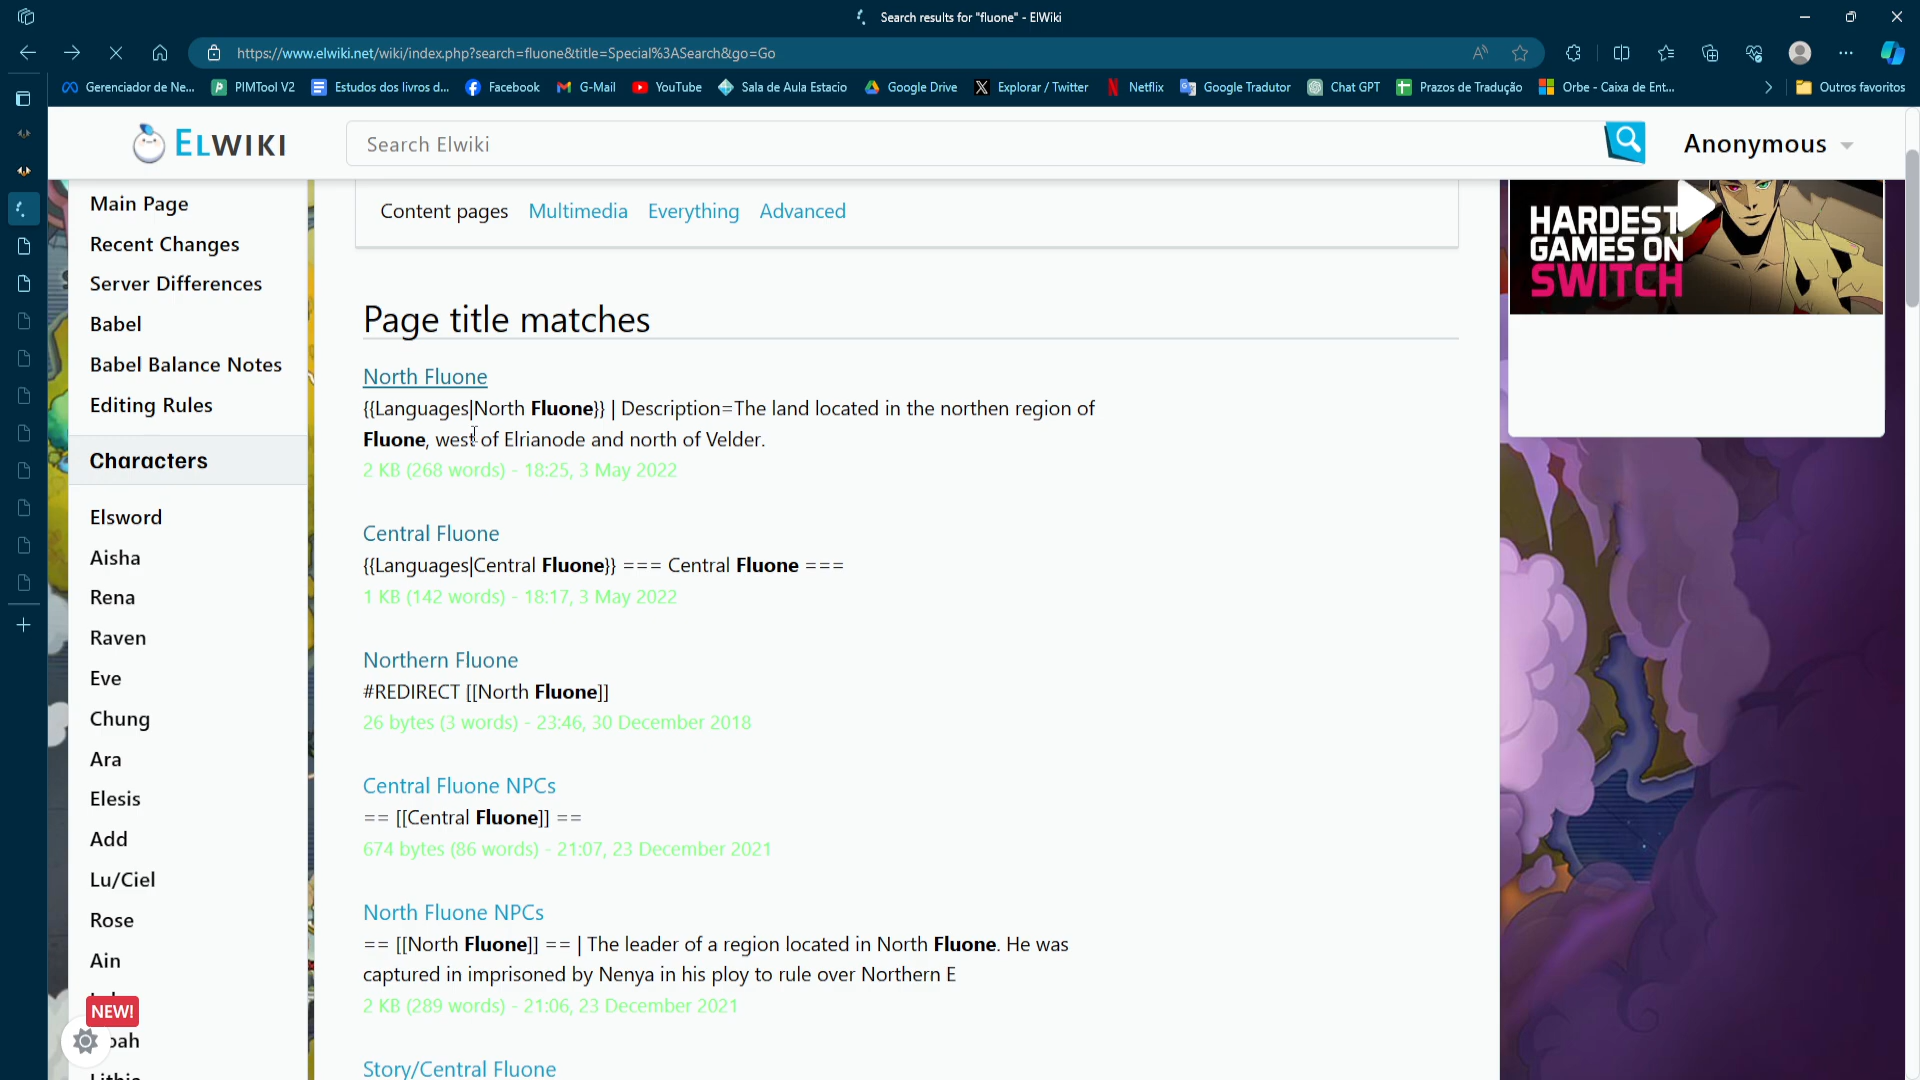 Search results for "fluone" - ElWiki
https://www.elwiki.net/wiki/index.php?search=fluone&title=Special%3ASearch&go=Go
Gerenciador de Ne... PIMTool V2 Estudos dos livros d... Facebook G-Mail YouTube Sala de Aula Estacio Google Drive Explorar / Twitter Netflix Google Tradutor Chat GPT Prazos de Tradução Orbe - Caixa de Ent... Outros favoritos
ELWIKI Search Elwiki Anonymous
Main Page
Recent Changes
Server Differences
Babel
Babel Balance Notes
Editing Rules
Characters
Elsword
Aisha
Rena
Raven
Eve
Chung
Ara
Elesis
Add
Lu/Ciel
Rose
Ain
NEW!
oah
Content pages Multimedia Everything Advanced
Page title matches
North Fluone
{{Languages|North Fluone}} | Description=The land located in the northen region of
Fluone, west of Elrianode and north of Velder.
2 KB (268 words) - 18:25, 3 May 2022
Central Fluone
{{Languages|Central Fluone}} === Central Fluone ===
1 KB (142 words) - 18:17, 3 May 2022
Northern Fluone
#REDIRECT [[North Fluone]]
26 bytes (3 words) - 23:46, 30 December 2018
Central Fluone NPCs
== [[Central Fluone]] ==
674 bytes (86 words) - 21:07, 23 December 2021
North Fluone NPCs
== [[North Fluone]] == | The leader of a region located in North Fluone. He was
captured in imprisoned by Nenya in his ploy to rule over Northern E
2 KB (289 words) - 21:06, 23 December 2021
Story/Central Fluone
HARDEST
GAMES ON
SWITCH